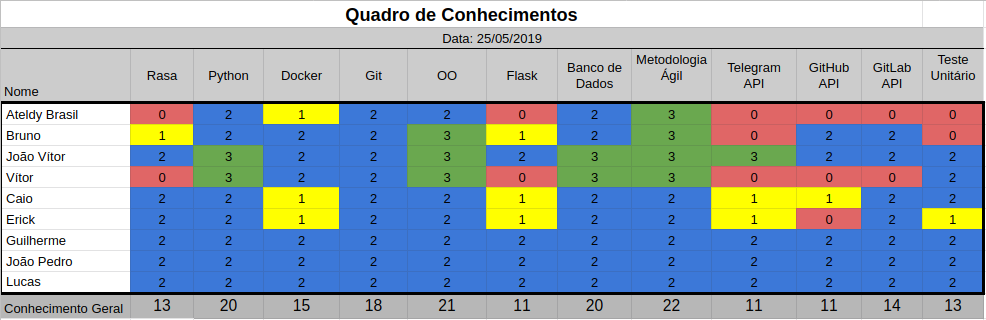 Quadro de Conhecimentos
Data: 25/05/2019
Nome Rasa Python Docker Git OO Flask Banco de Dados Metodologia Ágil Telegram API GitHub API GitLab API Teste Unitário
Ateldy Brasil 0 2 1 2 2 0 2 3 0 0 0 0
Bruno 1 2 2 2 3 1 2 3 0 2 2 0
João Vítor 2 3 2 2 3 2 3 3 3 2 2 2
Vítor 0 3 2 2 3 0 3 3 0 0 0 2
Caio 2 2 1 2 2 1 2 2 1 1 2 2
Erick 2 2 1 2 2 1 2 2 1 0 2 1
Guilherme 2 2 2 2 2 2 2 2 2 2 2 2
João Pedro 2 2 2 2 2 2 2 2 2 2 2 2
Lucas 2 2 2 2 2 2 2 2 2 2 2 2
Conhecimento Geral 13 20 15 18 21 11 20 22 11 11 14 13